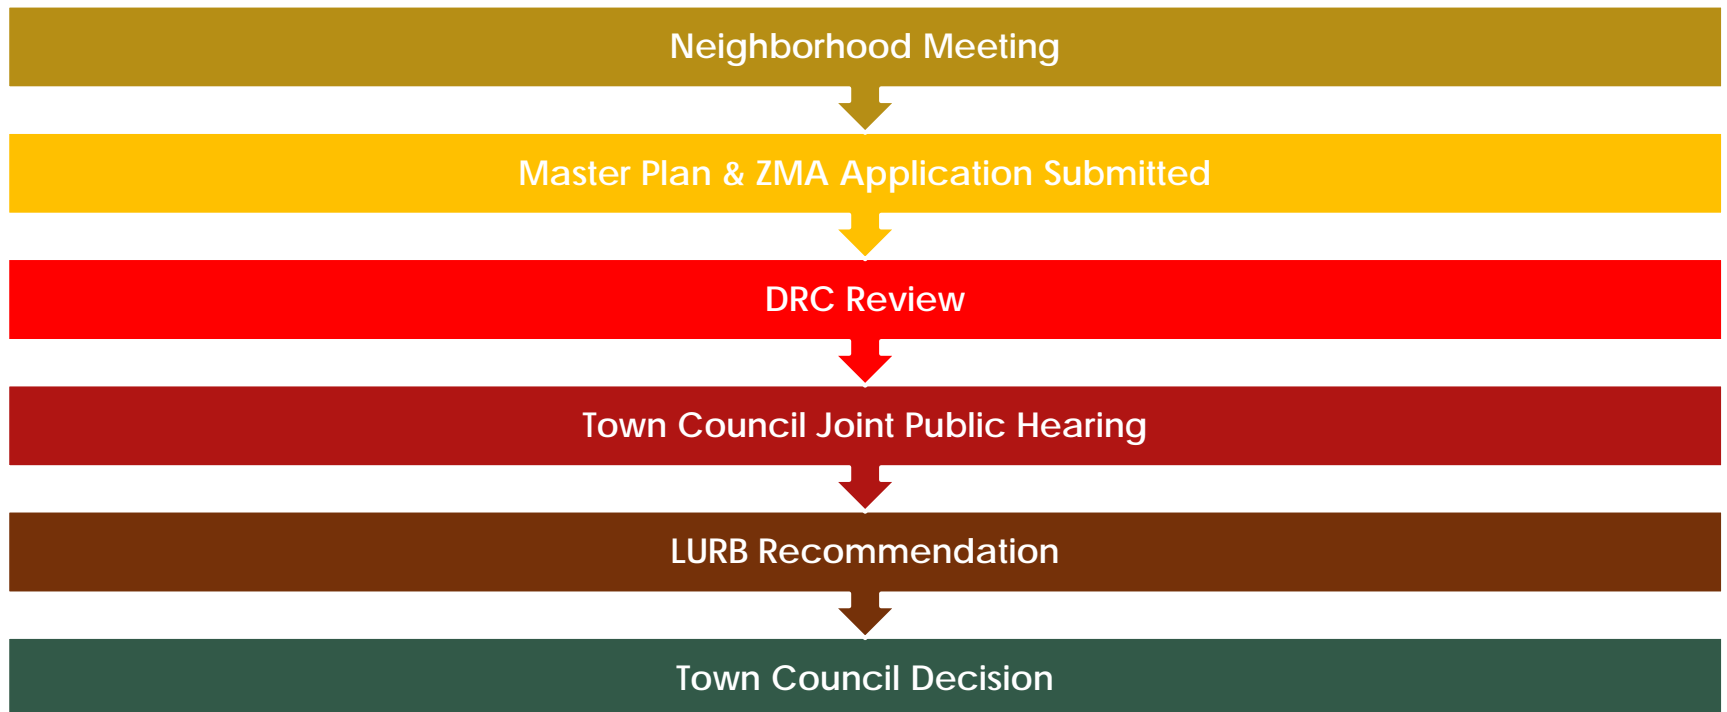 Neighborhood Meeting
Master Plan & ZMA Application Submitted
DRC Review
Town Council Joint Public Hearing
LURB Recommendation
Town Council Decision